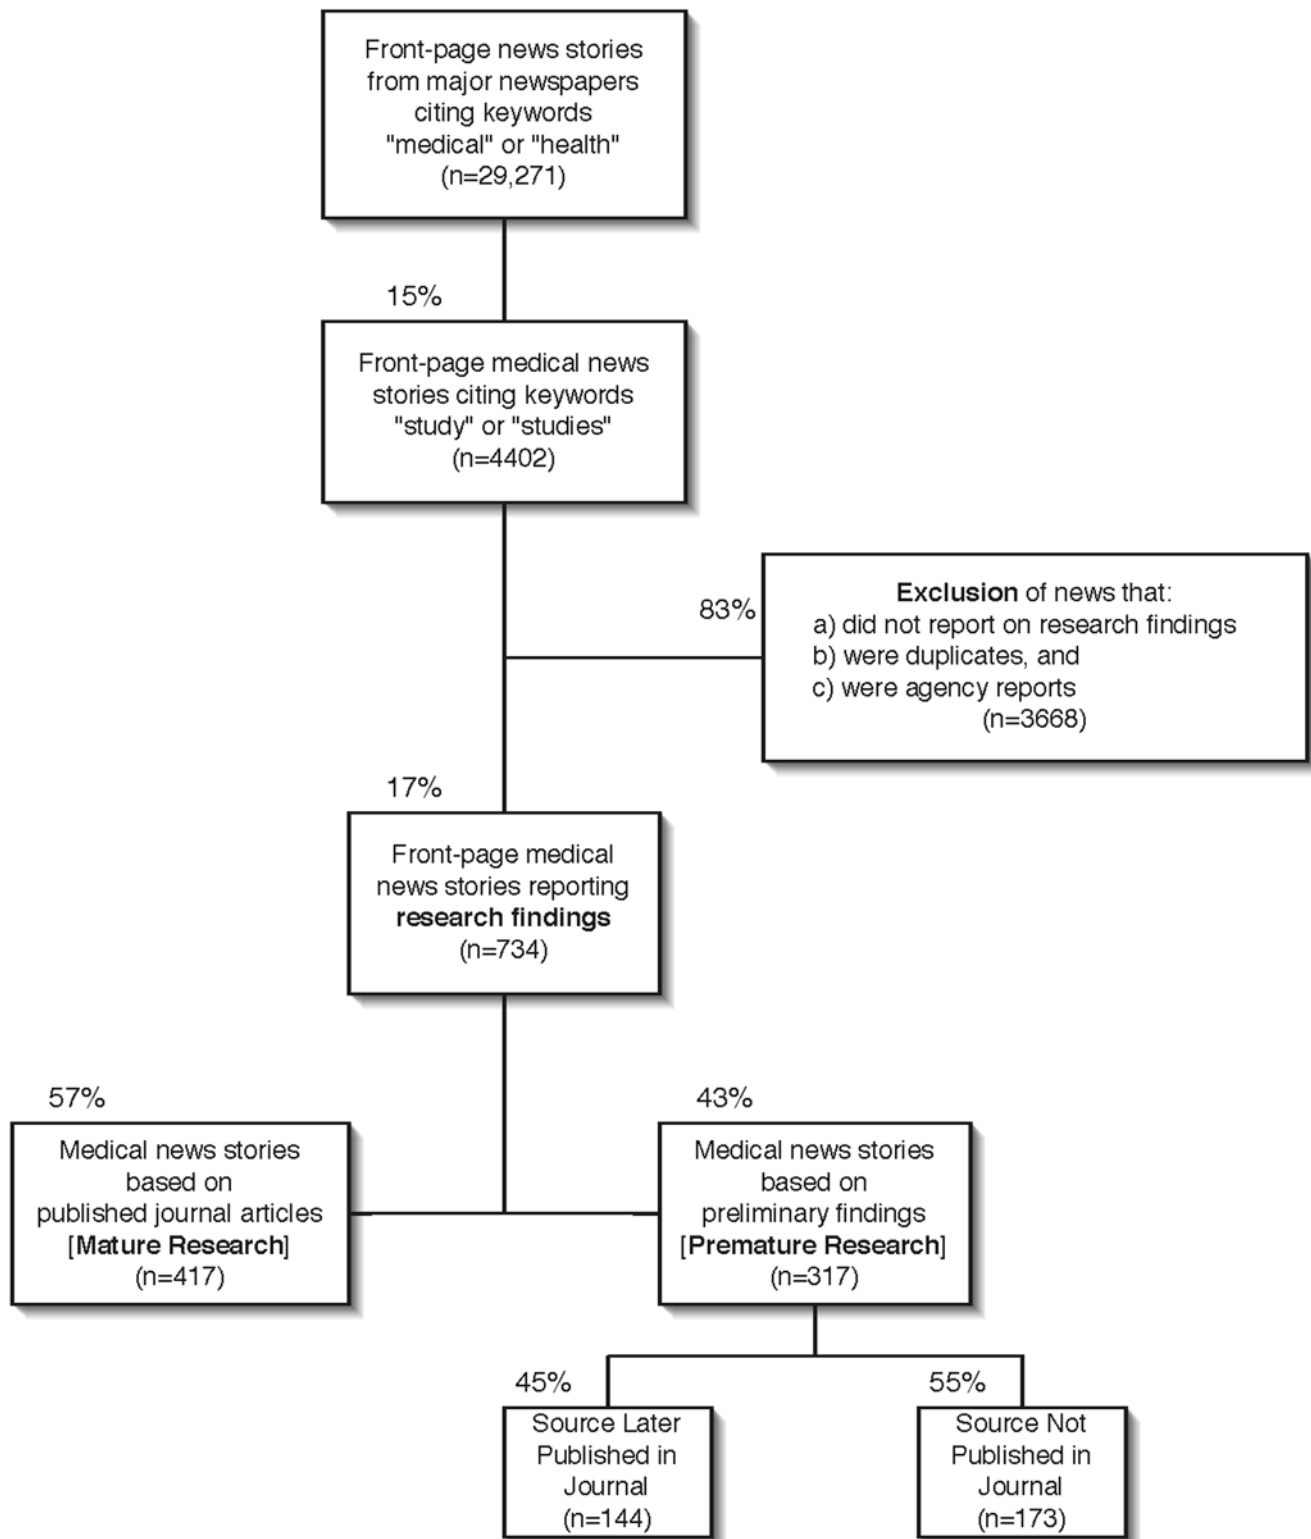 Front-page news stories
from major newspapers
citing keywords
"medical" or "health"
(n=29,271)
15%
Front-page medical news
stories citing keywords
"study" or "studies"
(n=4402)
83%
Exclusion of news that:
a) did not report on research findings
b) were duplicates, and
c) were agency reports
(n=3668)
17%
Front-page medical
news stories reporting
research findings
(n=734)
57%
Medical news stories
based on
published journal articles
[Mature Research]
(n=417)
43%
Medical news stories
based on
preliminary findings
[Premature Research]
(n=317)
45%
Source Later
Published in
Journal
(n=144)
55%
Source Not
Published in
Journal
(n=173)